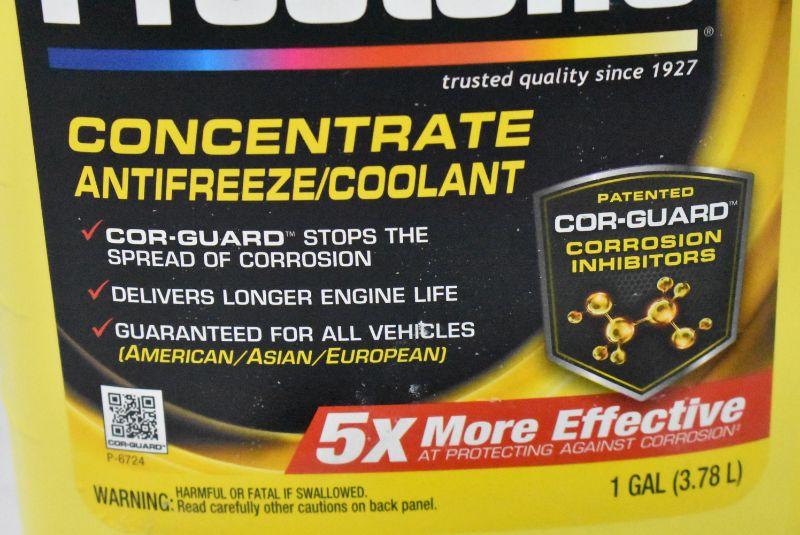 ®
trusted quality since 1927
CONCENTRATE
ANTIFREEZE/COOLANT
COR-GUARD™ STOPS THE
SPREAD OF CORROSION
DELIVERS LONGER ENGINE LIFE
GUARANTEED FOR ALL VEHICLES
(AMERICAN/ASIAN/EUROPEAN)
PATENTED
COR-GUARD™
CORROSION
INHIBITORS
COR-GUARD™
P-6724
5X More Effective
AT PROTECTING AGAINST CORROSION‡
1 GAL (3.78 L)
WARNING: HARMFUL OR FATAL IF SWALLOWED.
Read carefully other cautions on back panel.